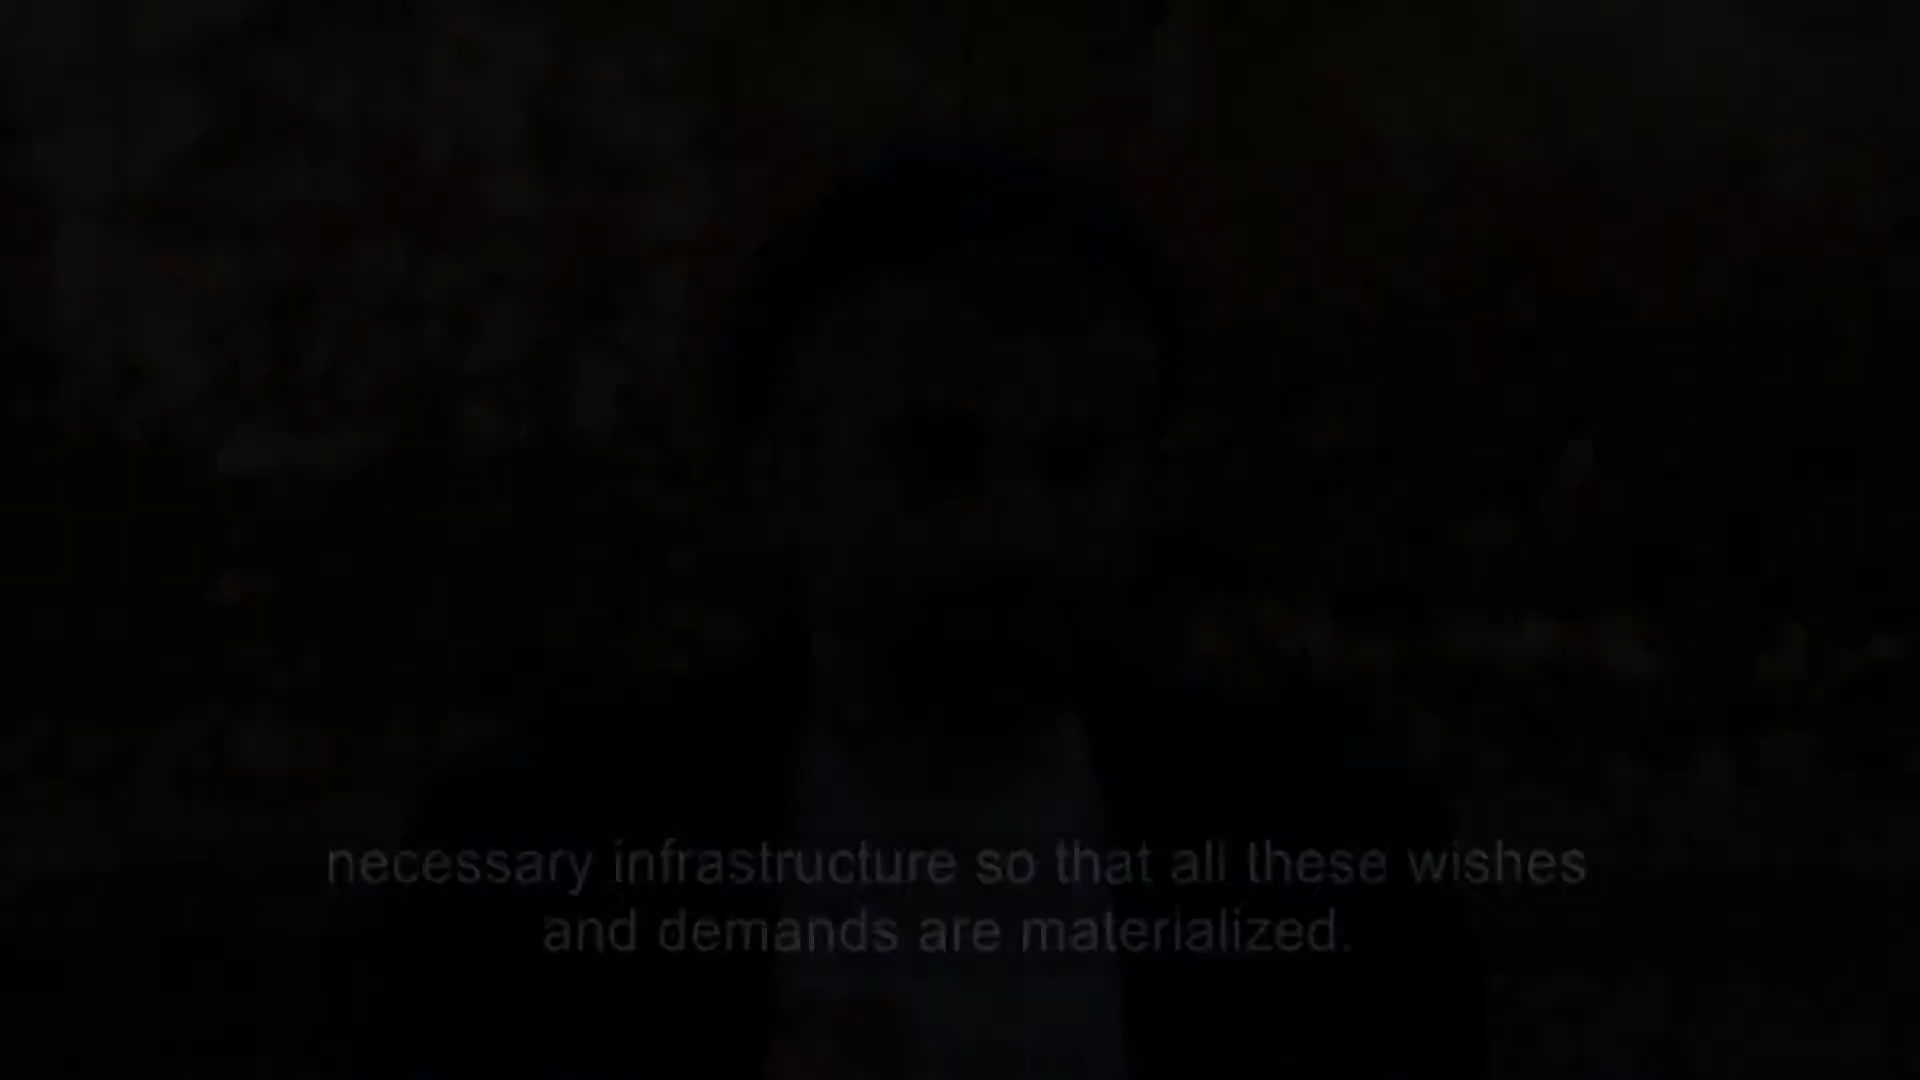 necessary infrastructure so that all these wishes
and demands are materialized.